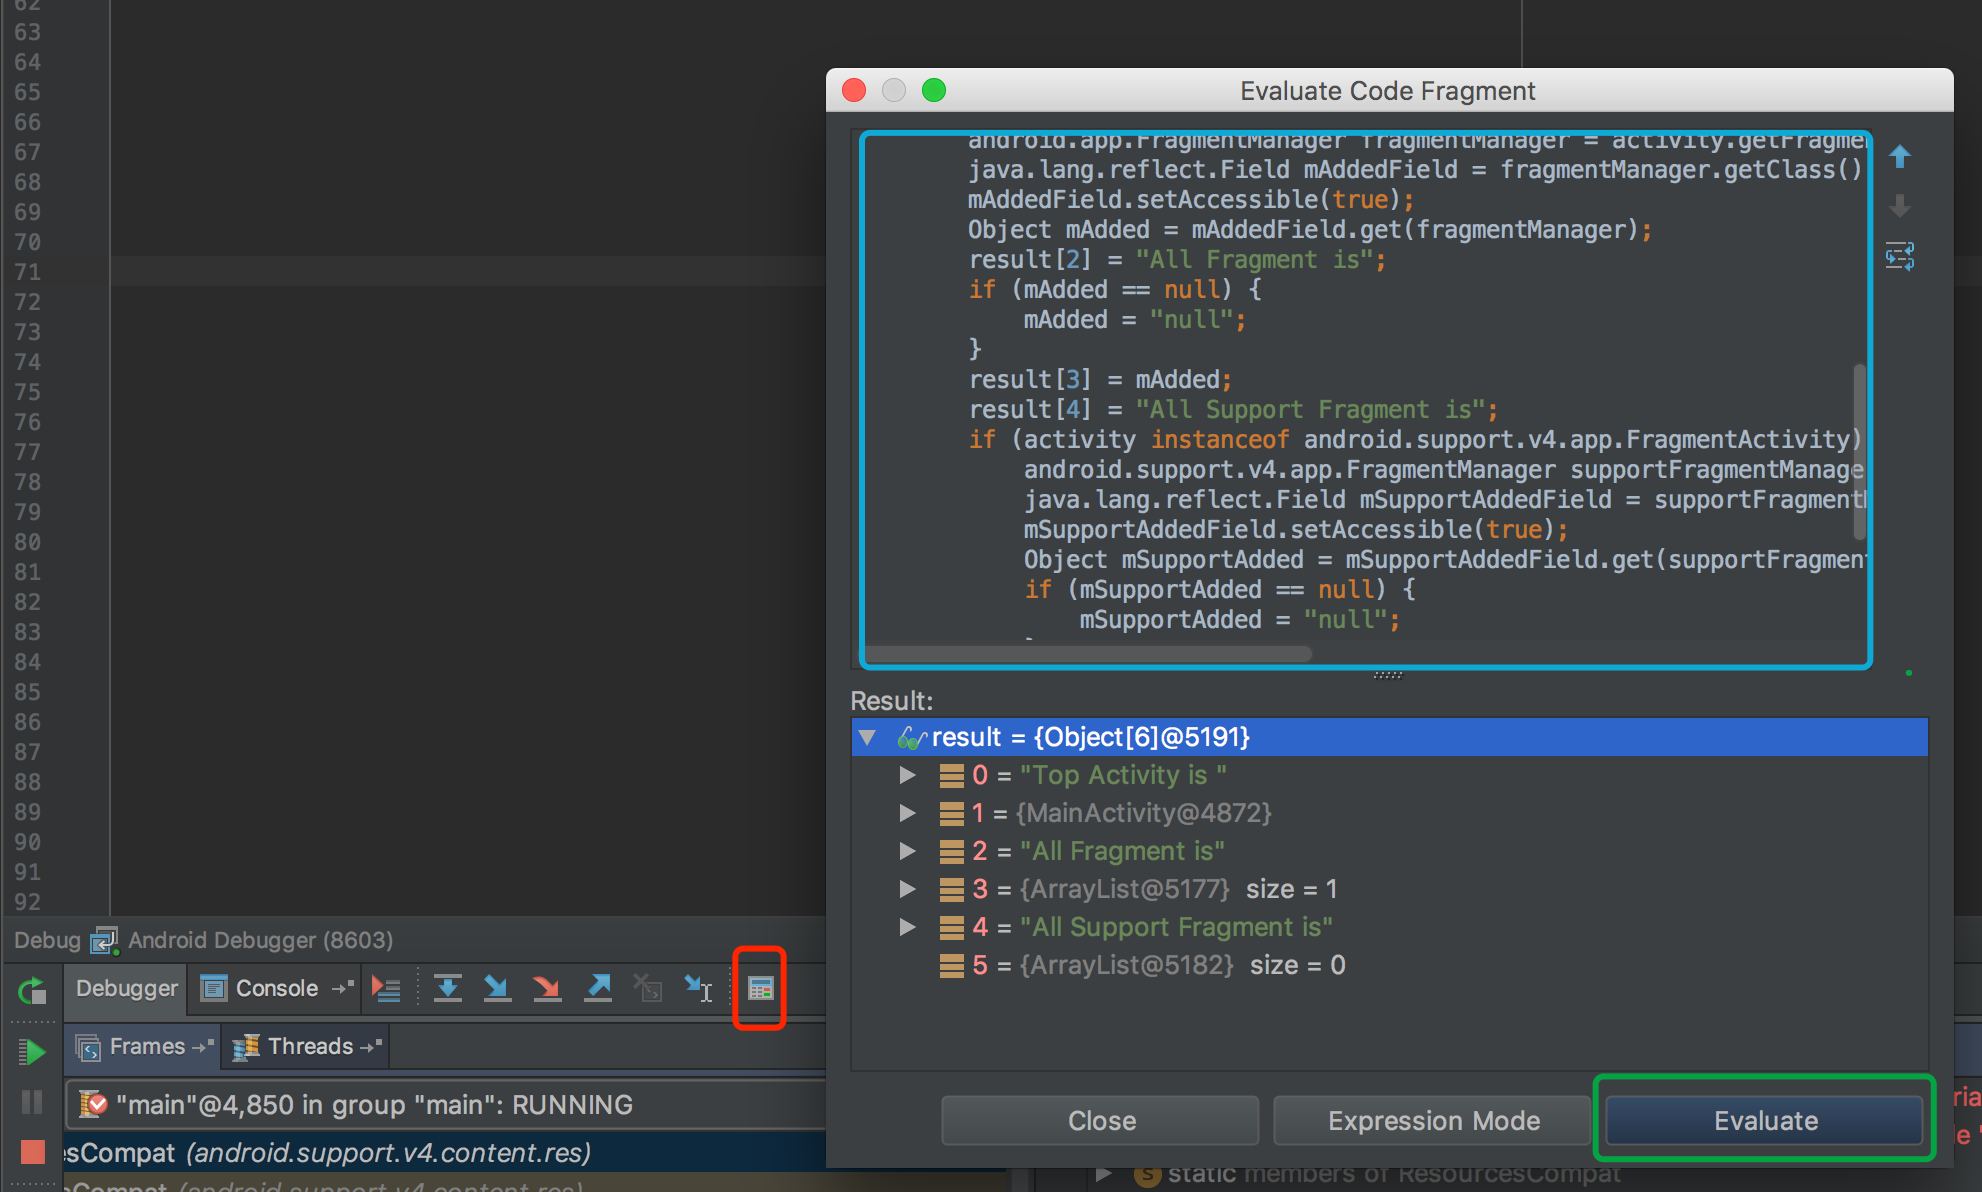 62
63
64
65
66
67
68
69
70
71
72
73
74
75
76
77
78
79
80
81
82
83
84
85
86
87
88
89
90
91
92
Evaluate Code Fragment
android.app.FragmentManager fragmentManager = activity.getFragme
java.lang.reflect.Field mAddedField = fragmentManager.getClass()
mAddedField.setAccessible(true);
Object mAdded = mAddedField.get(fragmentManager);
result[2] = "All Fragment is";
if (mAdded == null) {
mAdded = "null";
}
result[3] = mAdded;
result[4] = "All Support Fragment is";
if (activity instanceof android.support.v4.app.FragmentActivity)
android.support.v4.app.FragmentManager supportFragmentManage
java.lang.reflect.Field mSupportAddedField = supportFragment
mSupportAddedField.setAccessible(true);
Object mSupportAdded = mSupportAddedField.get(supportFragment
if (mSupportAdded == null) {
mSupportAdded = "null";
Result:
result = {Object[6]@5191}
0 = "Top Activity is "
1 = {MainActivity@4872}
2 = "All Fragment is"
3 = {ArrayList@5177} size = 1
4 = "All Support Fragment is"
5 = {ArrayList@5182} size = 0
Close
Expression Mode
Evaluate
Debug Android Debugger (8603)
Debugger Console
Frames Threads
"main"@4,850 in group "main": RUNNING
sCompat (android.support.v4.content.res)
sCompat (android.support.v4.content.res)
static members of ResourcesCompat